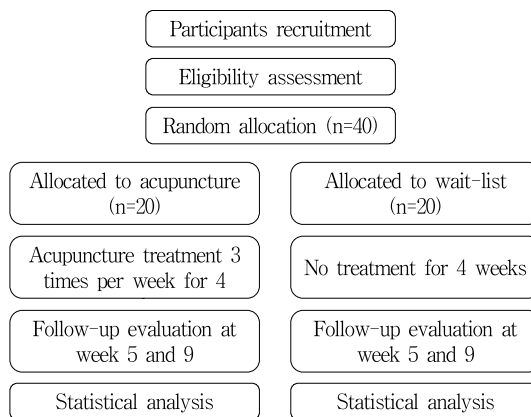 Participants recruitment
Eligibility assessment
Random allocation (n=40)
Allocated to acupuncture
(n=20)
Allocated to wait-list
(n=20)
Acupuncture treatment 3
times per week for 4
No treatment for 4 weeks
Follow-up evaluation at
week 5 and 9
Follow-up evaluation at
week 5 and 9
Statistical analysis
Statistical analysis